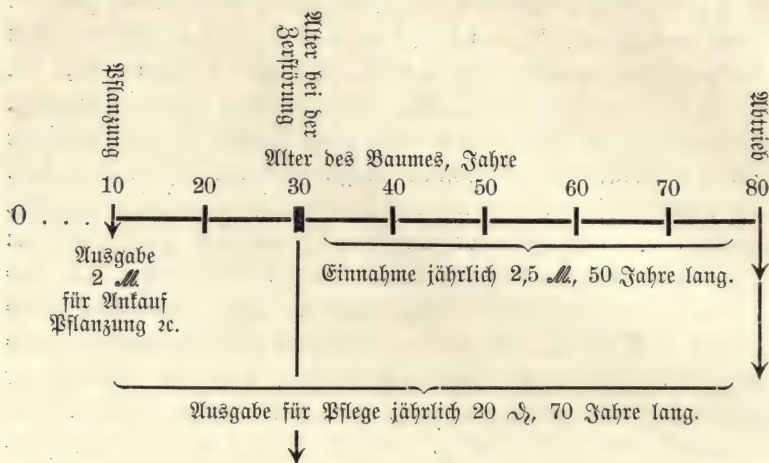 Pflanzung
Alter bei der
Zerstörung
Abtrieb
Alter des Baumes, Jahre
10 20 30 40 50 60 70 80
0 . . . .
Ausgabe
2 ℳ.
für Ankauf
Pflanzung ꝛc.
Einnahme jährlich 2,5 ℳ., 50 Jahre lang.
Ausgabe für Pflege jährlich 20 ₰, 70 Jahre lang.